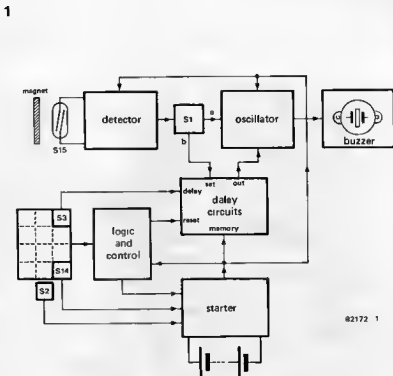 1
magnet
S15
detector
S1
a
b
oscillator
buzzer
set
out
delay
delay
circuits
reset
memory
S3
S14
S2
logic
and
control
starter
82172 1